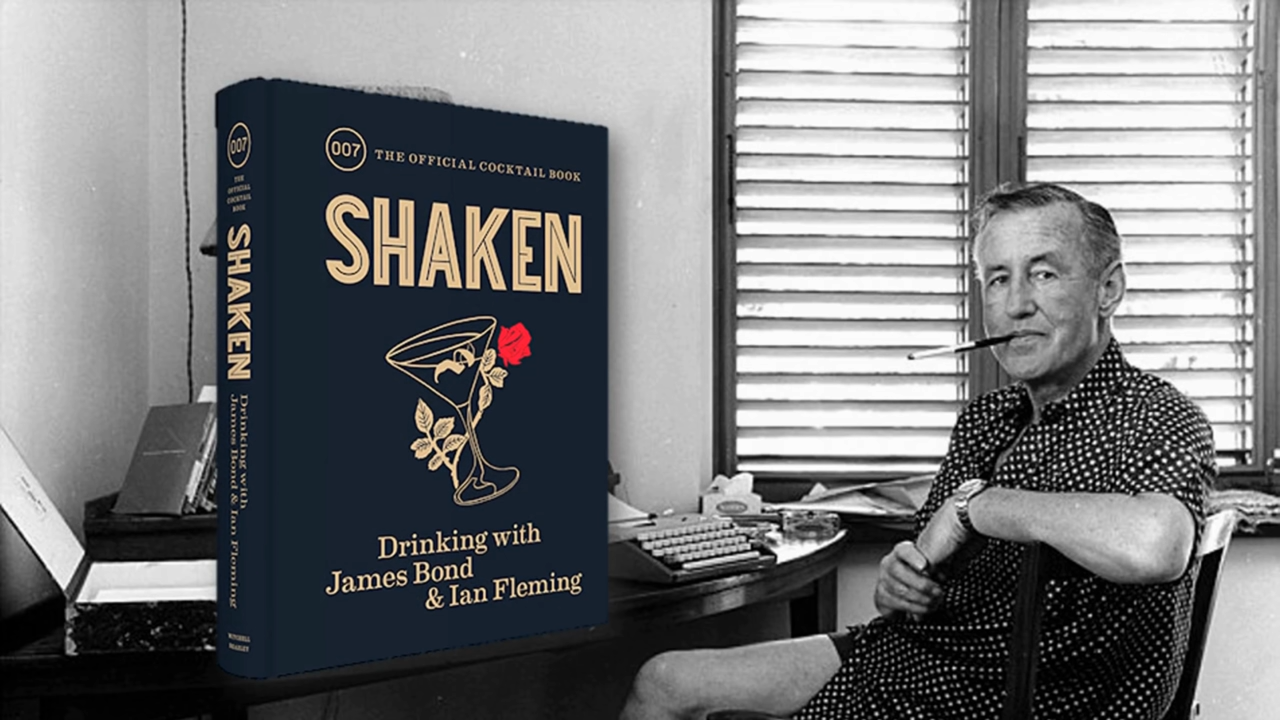 007
THE OFFICIAL COCKTAIL BOOK
SHAKEN
Drinking with
James Bond
& Ian Fleming
007
THE
OFFICIAL
COCKTAIL
BOOK
SHAKEN
Drinking with
James Bond & Ian Fleming
MITCHELL
BEAZLEY